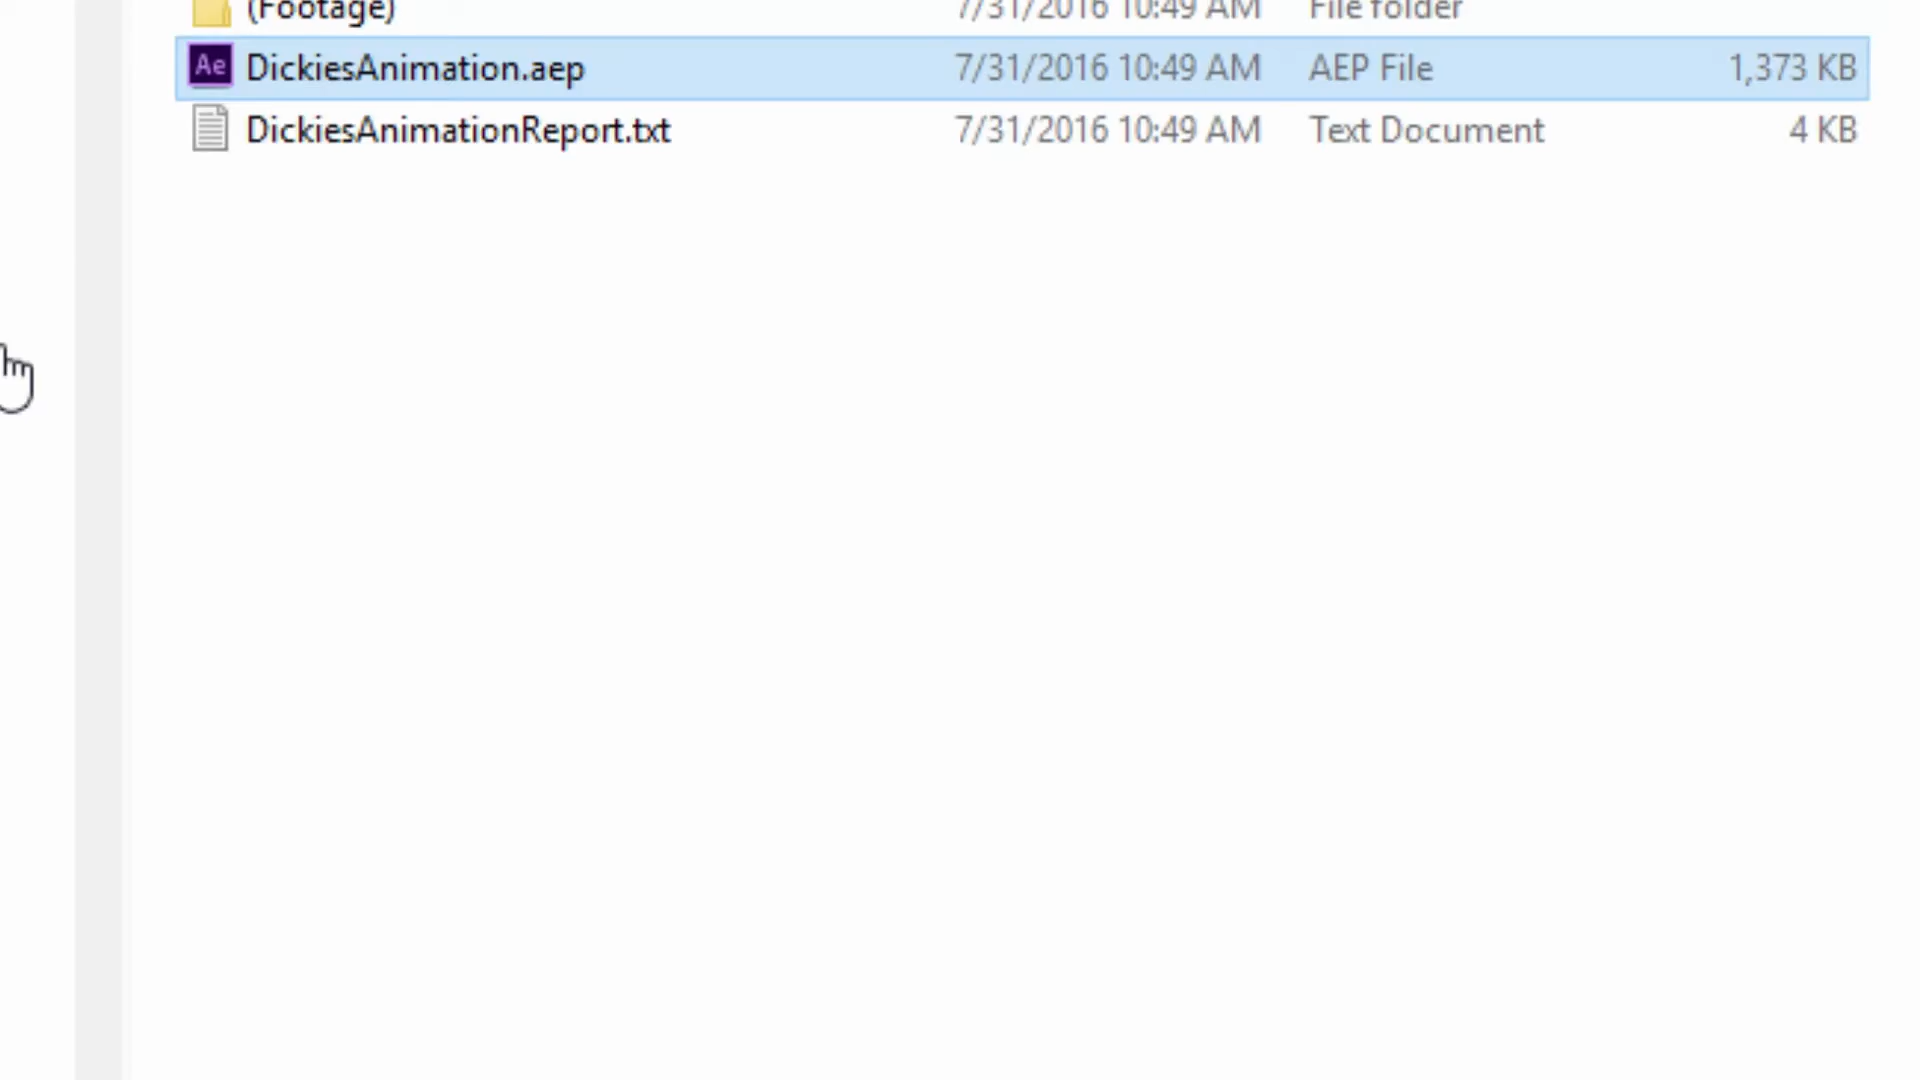 (Footage) 7/31/2016 10:49 AM File folder
Ae DickiesAnimation.aep 7/31/2016 10:49 AM AEP File 1,373 KB
DickiesAnimationReport.txt 7/31/2016 10:49 AM Text Document 4 KB